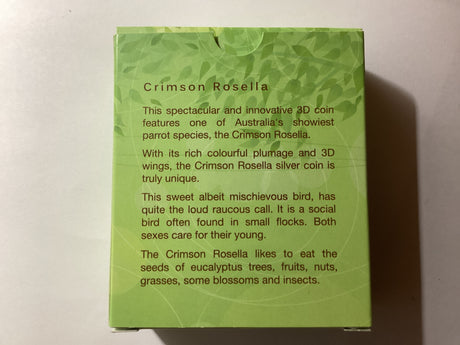 Crimson Rosella
This spectacular and innovative 3D coin
features one of Australia's showiest
parrot species, the Crimson Rosella.
With its rich colourful plumage and 3D
wings, the Crimson Rosella silver coin is
truly unique.
This sweet albeit mischievous bird, has
quite the loud raucous call. It is a social
bird often found in small flocks. Both
sexes care for their young.
The Crimson Rosella likes to eat the
seeds of eucalyptus trees, fruits, nuts,
grasses, some blossoms and insects.